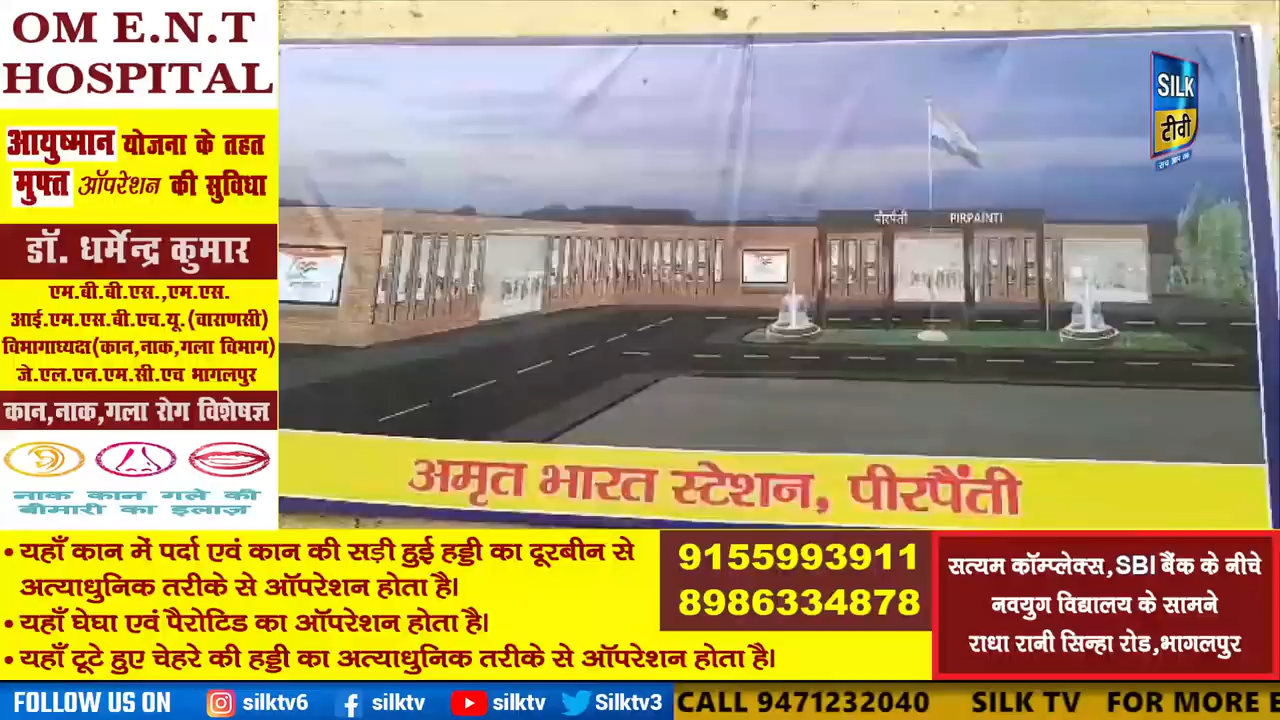 OM E.N.T
HOSPITAL
आयुष्मान योजना के तहत
मुफ्त ऑपरेशन की सुविधा
डॉ. धर्मेन्द्र कुमार
एम.बी.बी.एस.,एम.एस.
आई.एम.एस.बी.एच.यू.(वाराणसी)
विभागाध्यक्ष(कान,नाक,गला विभाग)
जे.एल.एन.एम.सी.एच भागलपुर
कान,नाक,गला रोग विशेषज्ञ
नाक कान गले की
बीमारी का इलाज़
SILK
टीवी
पीरपैंती PIRPAINTI
अमृत भारत स्टेशन, पीरपैंती
• यहाँ कान में पर्दा एवं कान की सड़ी हुई हड्डी का दूरबीन से
अत्याधुनिक तरीके से ऑपरेशन होता है।
• यहाँ घेघा एवं पैरोटिड का ऑपरेशन होता है।
• यहाँ टूटे हुए चेहरे की हड्डी का अत्याधुनिक तरीके से ऑपरेशन होता है।
9155993911
8986334878
सत्यम कॉम्प्लेक्स,SBI बैंक के नीचे
नवयुग विद्यालय के सामने
राधा रानी सिन्हा रोड,भागलपुर
FOLLOW US ON silktv6 silktv silktv Silktv3 CALL 9471232040 SILK TV FOR MORE E